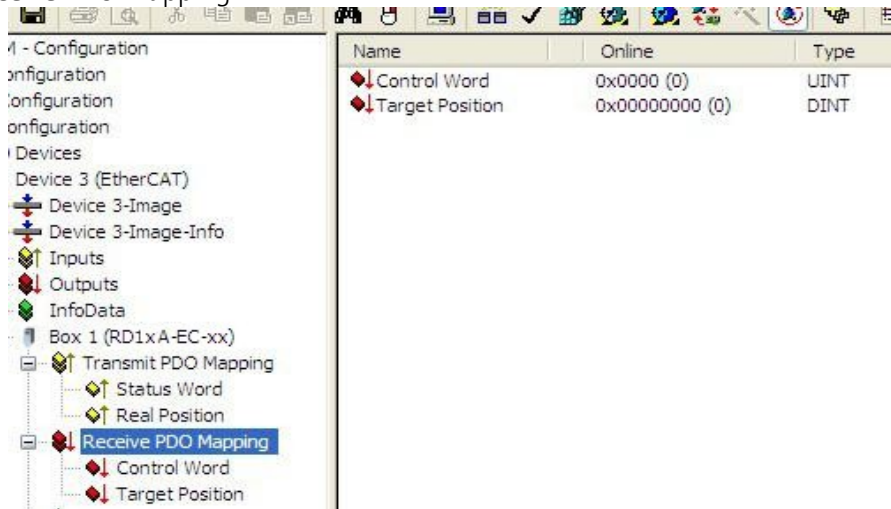 Mapping
Name Online Type
Control Word 0x0000 (0) UINT
Target Position 0x00000000 (0) DINT
- Configuration
onfiguration
onfiguration
onfiguration
Devices
Device 3 (EtherCAT)
Device 3-Image
Device 3-Image-Info
Inputs
Outputs
InfoData
Box 1 (RD1xA-EC-xx)
Transmit PDO Mapping
Status Word
Real Position
Receive PDO Mapping
Control Word
Target Position